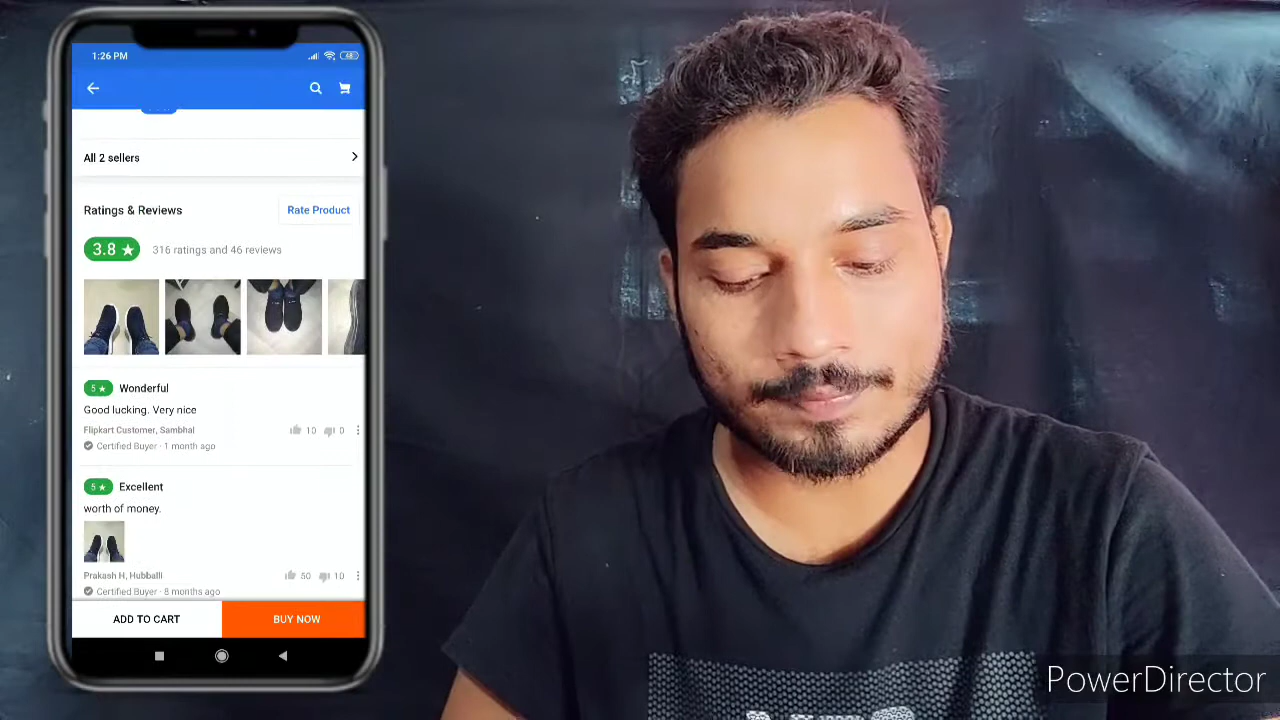 1:26 PM
48
All 2 sellers
Ratings & Reviews
Rate Product
3.8 ★
316 ratings and 46 reviews
5 ★ Wonderful
Good lucking. Very nice
Flipkart Customer, Sambhal
10 0
Certified Buyer · 1 month ago
5 ★ Excellent
worth of money.
Prakash H, Hubballi
50 10
Certified Buyer · 8 months ago
ADD TO CART
BUY NOW
PowerDirector